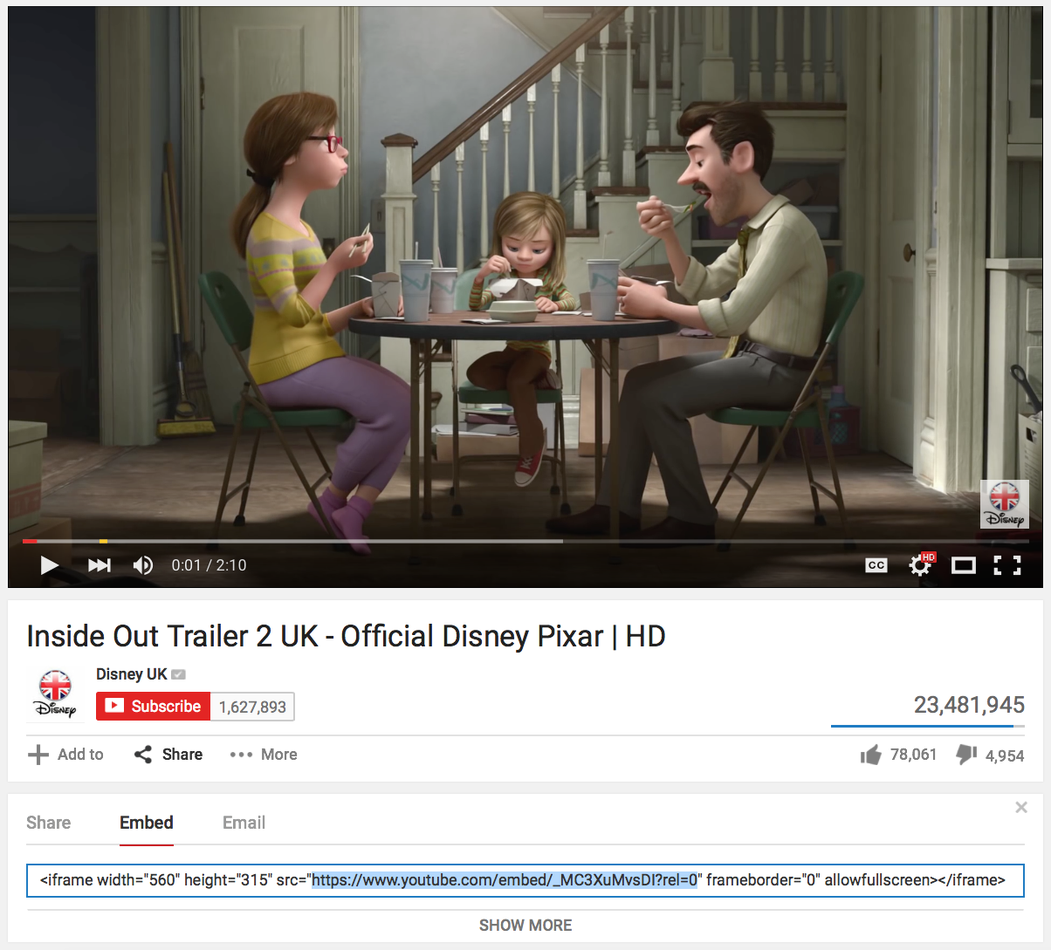 Disney
0:01 / 2:10
CC
HD
Inside Out Trailer 2 UK - Official Disney Pixar | HD
Disney
Disney UK
Subscribe 1,627,893
23,481,945
Add to Share More
78,061 4,954
Share Embed Email
<iframe width="560" height="315" src="https://www.youtube.com/embed/_MC3XuMvsDI?rel=0" frameborder="0" allowfullscreen></iframe>
SHOW MORE